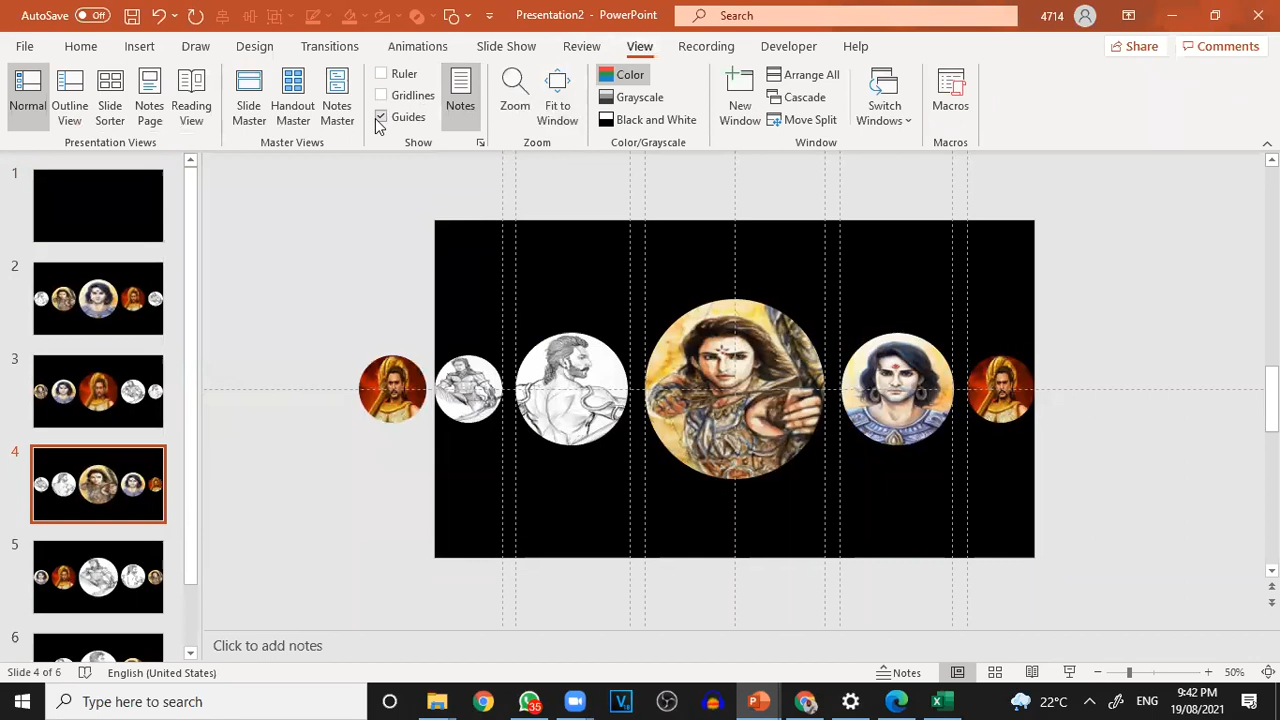 AutoSave Off Presentation2 - PowerPoint Search 4714
File Home Insert Draw Design Transitions Animations Slide Show Review View Recording Developer Help Share Comments
Normal Outline View Slide Sorter Notes Page Reading View
Presentation Views
Slide Master Handout Master Notes Master
Master Views
Ruler
Gridlines
Guides
Notes
Show
Zoom Fit to Window
Zoom
Color
Grayscale
Black and White
Color/Grayscale
New Window
Arrange All
Cascade
Move Split
Switch Windows
Window
Macros
Macros
1
2
3
4
5
6
Click to add notes
Slide 4 of 6 English (United States) Notes 50%
Type here to search 35 22°C ENG 9:42 PM
19/08/2021